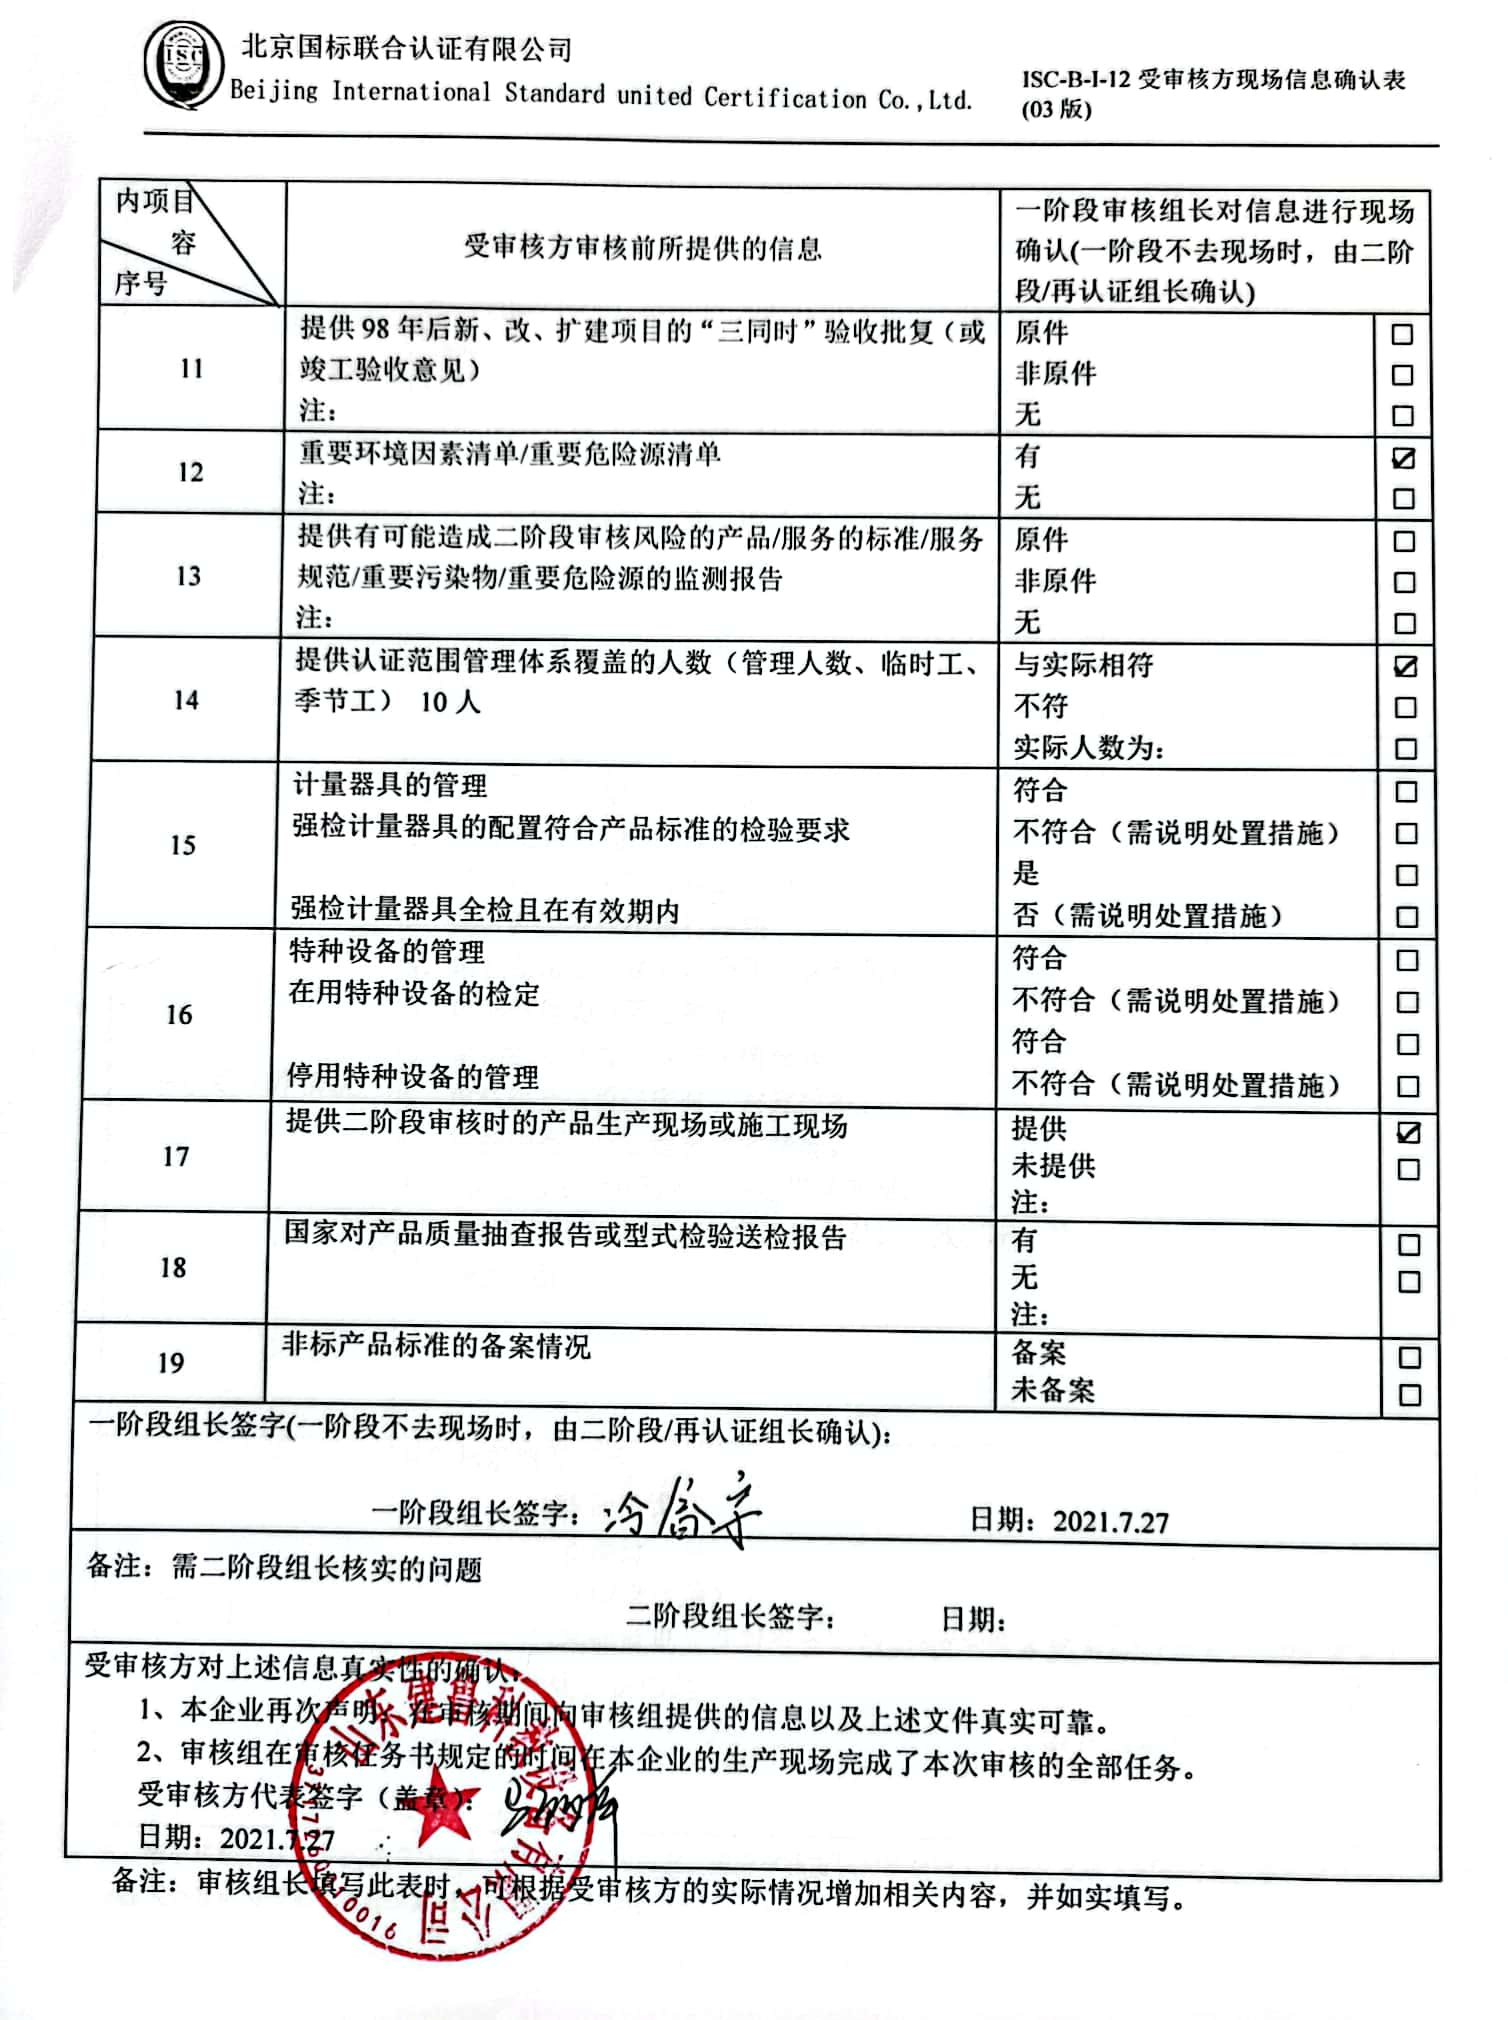 北京国标联合认证有限公司
ISC
Beijing International Standard united Certification Co.,Ltd.
ISC-B-I-12 受审核方现场信息确认表
(03 版)
内项目
容
序号
受审核方审核前所提供的信息
一阶段审核组长对信息进行现场
确认(一阶段不去现场时，由二阶
段/再认证组长确认)
11
提供 98 年后新、改、扩建项目的“三同时”验收批复（或
竣工验收意见）
注：
原件 □
非原件 □
无 □
12
重要环境因素清单/重要危险源清单
注：
有 ☑
无 □
13
提供有可能造成二阶段审核风险的产品/服务的标准/服务
规范/重要污染物/重要危险源的监测报告
注：
原件 □
非原件 □
无 □
14
提供认证范围管理体系覆盖的人数（管理人数、临时工、
季节工） 10 人
与实际相符 ☑
不符 □
实际人数为： □
15
计量器具的管理
强检计量器具的配置符合产品标准的检验要求
强检计量器具全检且在有效期内
符合 □
不符合（需说明处置措施） □
是 □
否（需说明处置措施） □
16
特种设备的管理
在用特种设备的检定
停用特种设备的管理
符合 □
不符合（需说明处置措施） □
符合 □
不符合（需说明处置措施） □
17
提供二阶段审核时的产品生产现场或施工现场
提供 ☑
未提供 □
注：
18
国家对产品质量抽查报告或型式检验送检报告
有 □
无 □
注：
19
非标产品标准的备案情况
备案 □
未备案 □
一阶段组长签字(一阶段不去现场时，由二阶段/再认证组长确认)：
一阶段组长签字： 日期：2021.7.27
备注：需二阶段组长核实的问题
二阶段组长签字： 日期：
受审核方对上述信息真实性的确认：
1、本企业再次声明，在审核期间向审核组提供的信息以及上述文件真实可靠。
2、审核组在审核任务书规定的时间在本企业的生产现场完成了本次审核的全部任务。
受审核方代表签字（盖章）：
日期：2021.7.27
山东建鲁科教设备有限公司
备注：审核组长填写此表时，可根据受审核方的实际情况增加相关内容，并如实填写。